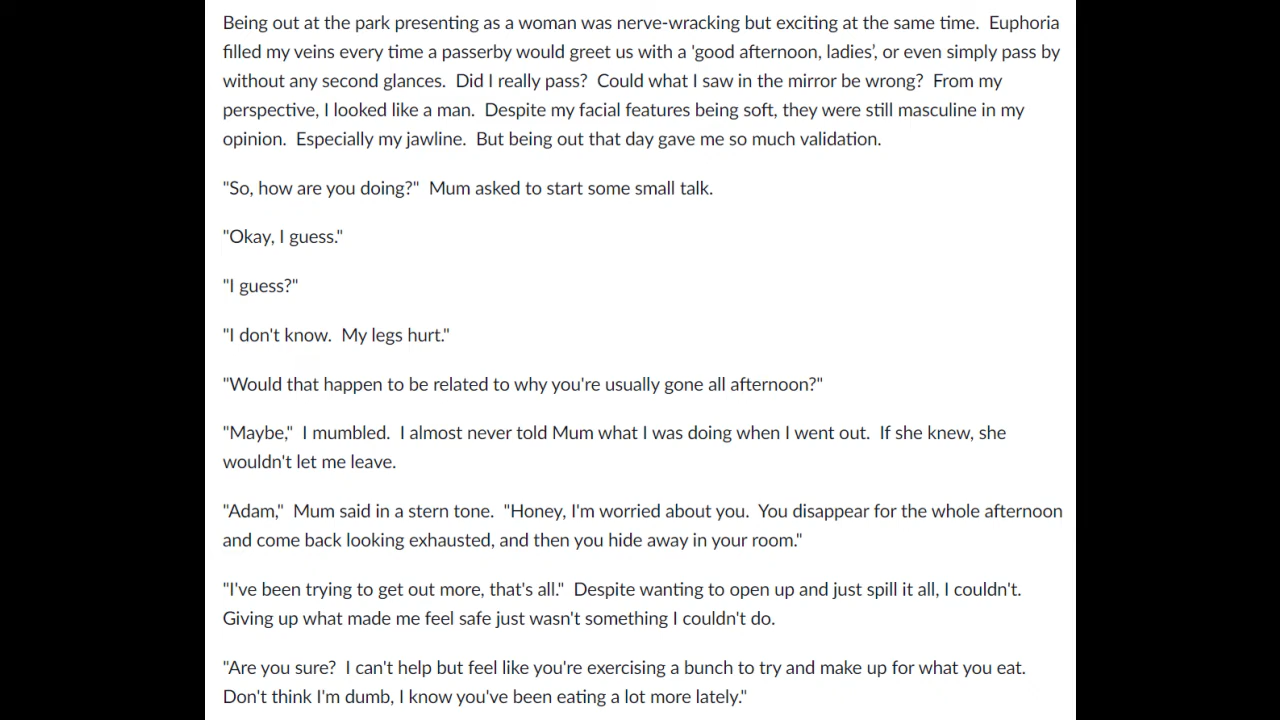 Being out at the park presenting as a woman was nerve-wracking but exciting at the same time.  Euphoria
filled my veins every time a passerby would greet us with a 'good afternoon, ladies', or even simply pass by
without any second glances.  Did I really pass?  Could what I saw in the mirror be wrong?  From my
perspective, I looked like a man.  Despite my facial features being soft, they were still masculine in my
opinion.  Especially my jawline.  But being out that day gave me so much validation.
"So, how are you doing?"  Mum asked to start some small talk.
"Okay, I guess."
"I guess?"
"I don't know.  My legs hurt."
"Would that happen to be related to why you're usually gone all afternoon?"
"Maybe,"  I mumbled.  I almost never told Mum what I was doing when I went out.  If she knew, she
wouldn't let me leave.
"Adam,"  Mum said in a stern tone.  "Honey, I'm worried about you.  You disappear for the whole afternoon
and come back looking exhausted, and then you hide away in your room."
"I've been trying to get out more, that's all."  Despite wanting to open up and just spill it all, I couldn't.
Giving up what made me feel safe just wasn't something I couldn't do.
"Are you sure?  I can't help but feel like you're exercising a bunch to try and make up for what you eat.
Don't think I'm dumb, I know you've been eating a lot more lately."